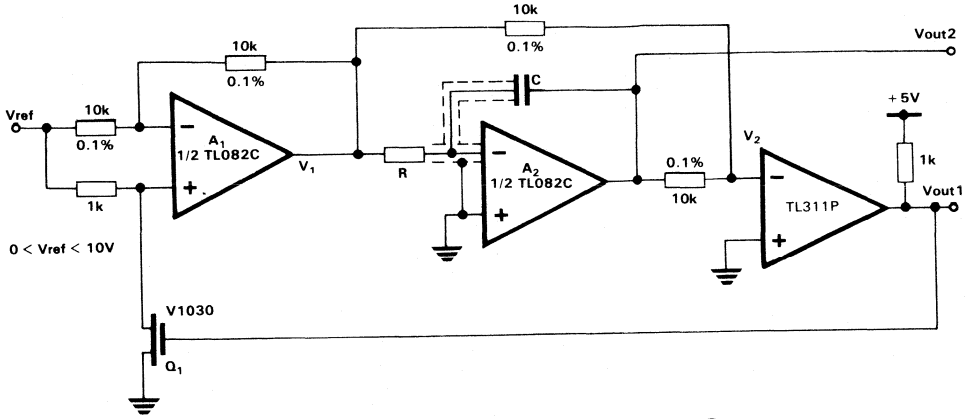 10k
0.1%
Vout2
10k
0.1%
C
+5V
Vref
10k
0.1%
A1
1/2 TL082C
V1
R
A2
1/2 TL082C
V2
0.1%
10k
1k
Vout1
TL311P
1k
0 < Vref < 10V
V1030
Q1